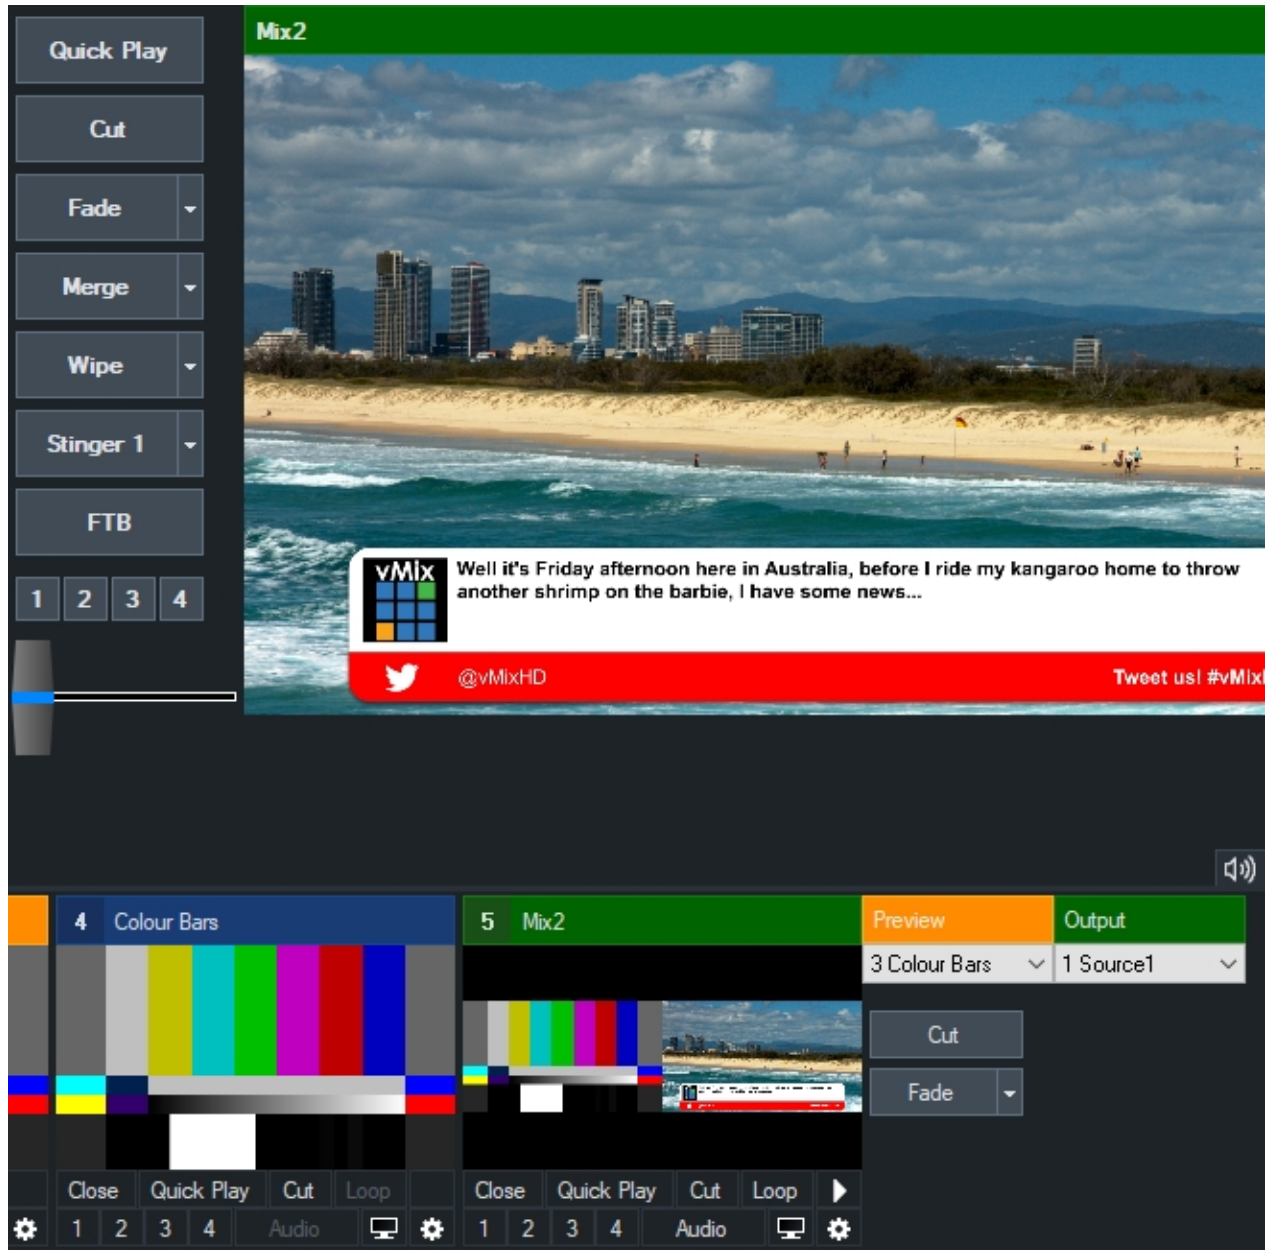 Quick Play
Cut
Fade
Merge
Wipe
Stinger 1
FTB
1 2 3 4
Mix2
vMix
Well it's Friday afternoon here in Australia, before I ride my kangaroo home to throw
another shrimp on the barbie, I have some news...
@vMixHD
Tweet us! #vMix
4 Colour Bars
5 Mix2
Preview
Output
3 Colour Bars
1 Source1
Cut
Fade
Close Quick Play Cut Loop
1 2 3 4 Audio
Close Quick Play Cut Loop
1 2 3 4 Audio